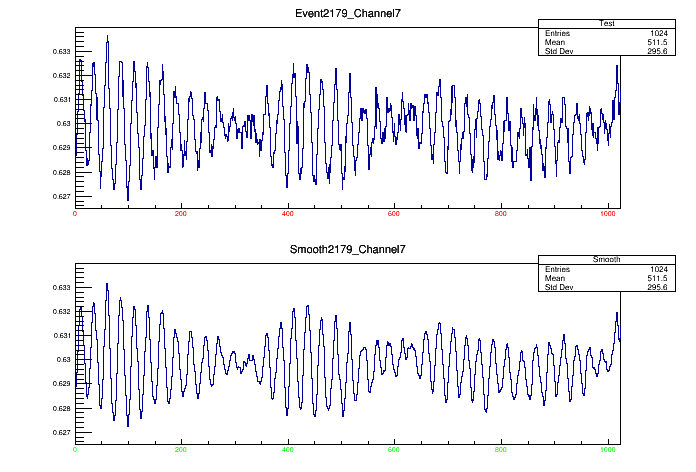 Event2179_Channel7
Test
Entries 1024
Mean 511.5
Std Dev 295.6
0.633
0.632
0.631
0.63
0.629
0.628
0.627
0 200 400 600 800 1000
Smooth2179_Channel7
Smooth
Entries 1024
Mean 511.5
Std Dev 295.6
0.633
0.632
0.631
0.63
0.629
0.628
0.627
0 200 400 600 800 1000